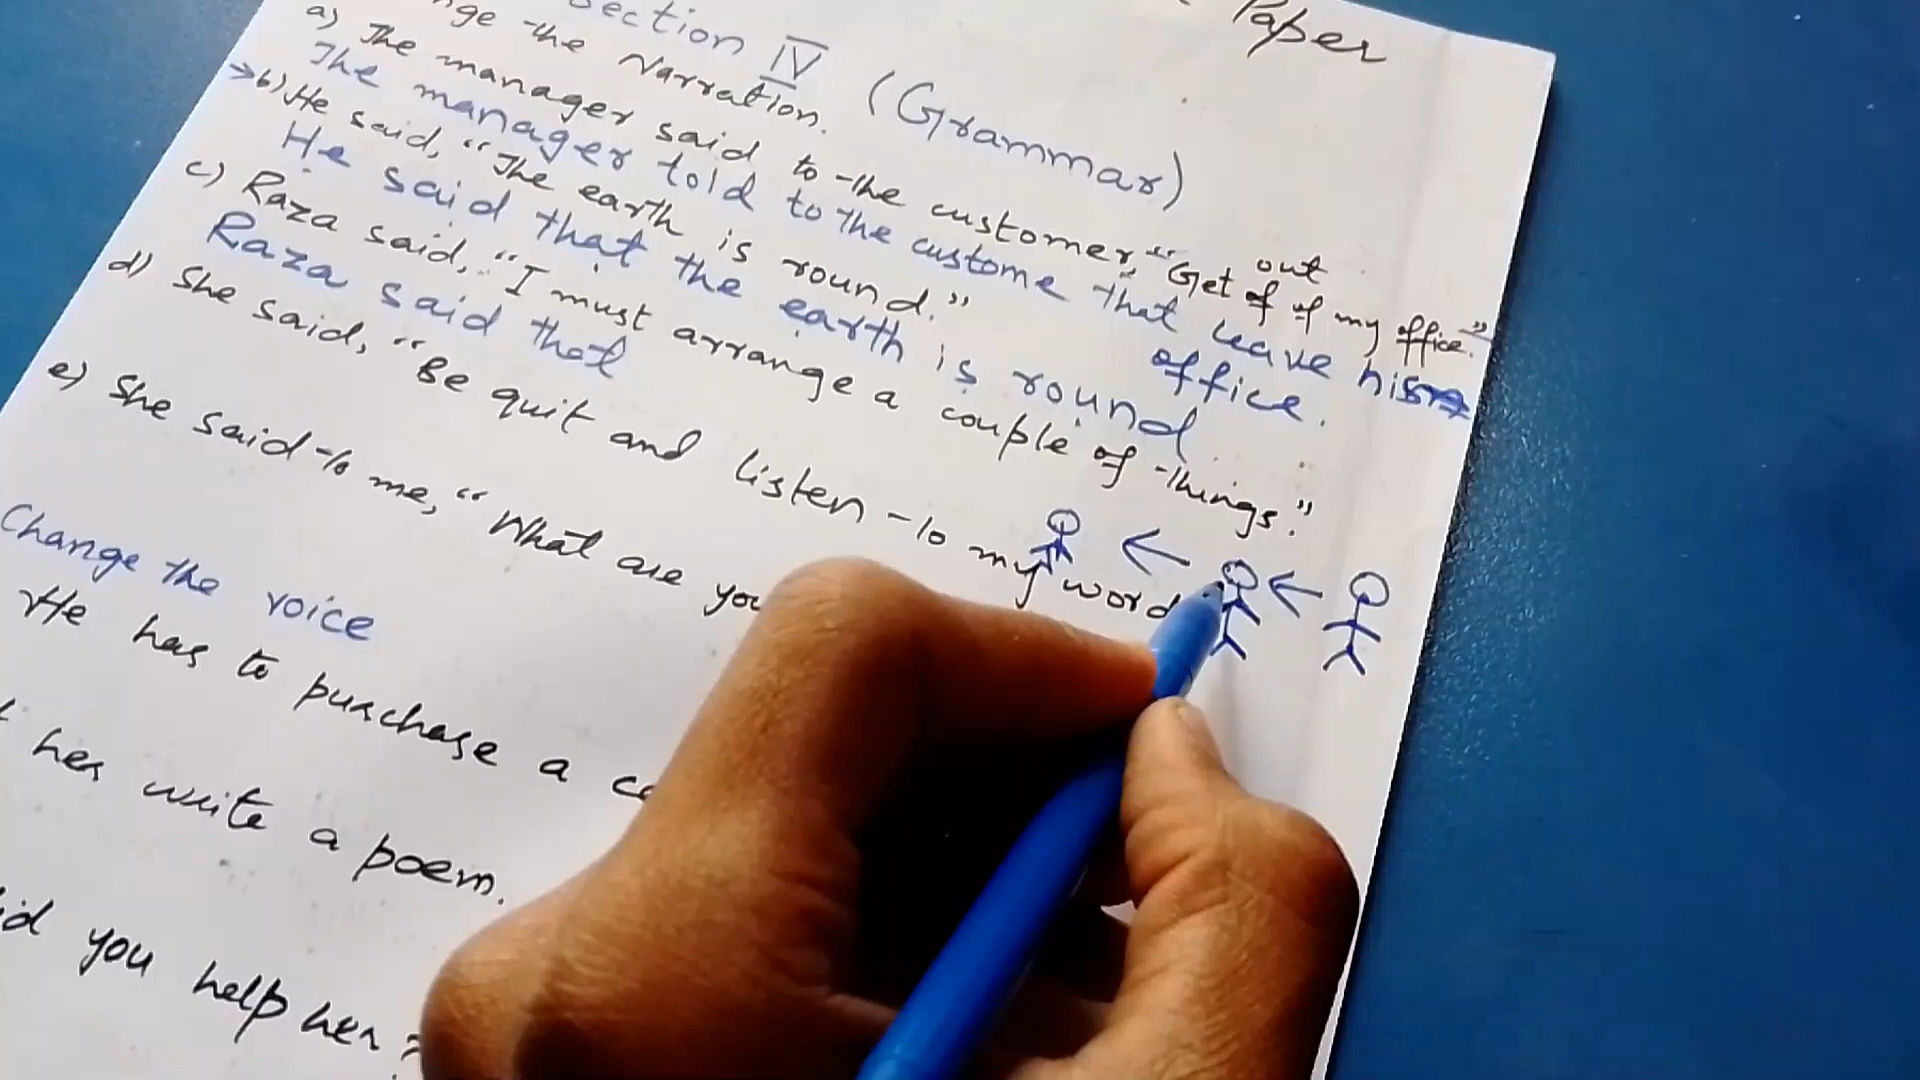 Paper
Section IV (Grammar)
the Narration.
a) The manager said to the customer, "Get out of of my office."
The manager told to the custome that leave his office.
→b) He said, "The earth is round."
He said that the earth is round
c) Raza said, "I must arrange a couple of things."
Raza said that
d) She said, "Be quit and listen to my word
e) She said to me, "What are you
Change the voice
He has to purchase a
her write a poem.
you help her